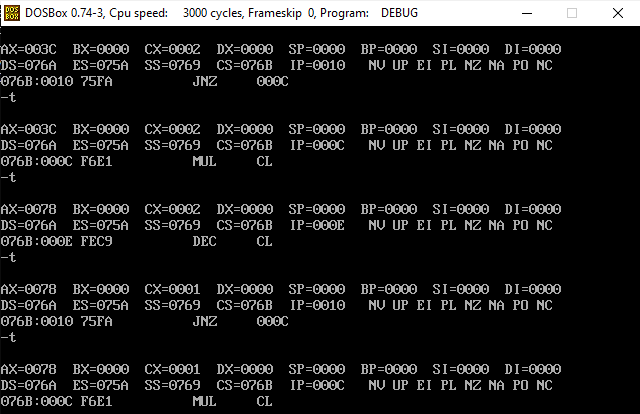 DOSBox 0.74-3, Cpu speed: 3000 cycles, Frameskip 0, Program: DEBUG
AX=003C BX=0000 CX=0002 DX=0000 SP=0000 BP=0000 SI=0000 DI=0000
DS=076A ES=075A SS=0769 CS=076B IP=0010 NV UP EI PL NZ NA PO NC
076B:0010 75FA JNZ 000C
-t
AX=003C BX=0000 CX=0002 DX=0000 SP=0000 BP=0000 SI=0000 DI=0000
DS=076A ES=075A SS=0769 CS=076B IP=000C NV UP EI PL NZ NA PO NC
076B:000C F6E1 MUL CL
-t
AX=0078 BX=0000 CX=0002 DX=0000 SP=0000 BP=0000 SI=0000 DI=0000
DS=076A ES=075A SS=0769 CS=076B IP=000E NV UP EI PL NZ NA PO NC
076B:000E FEC9 DEC CL
-t
AX=0078 BX=0000 CX=0001 DX=0000 SP=0000 BP=0000 SI=0000 DI=0000
DS=076A ES=075A SS=0769 CS=076B IP=0010 NV UP EI PL NZ NA PO NC
076B:0010 75FA JNZ 000C
-t
AX=0078 BX=0000 CX=0001 DX=0000 SP=0000 BP=0000 SI=0000 DI=0000
DS=076A ES=075A SS=0769 CS=076B IP=000C NV UP EI PL NZ NA PO NC
076B:000C F6E1 MUL CL